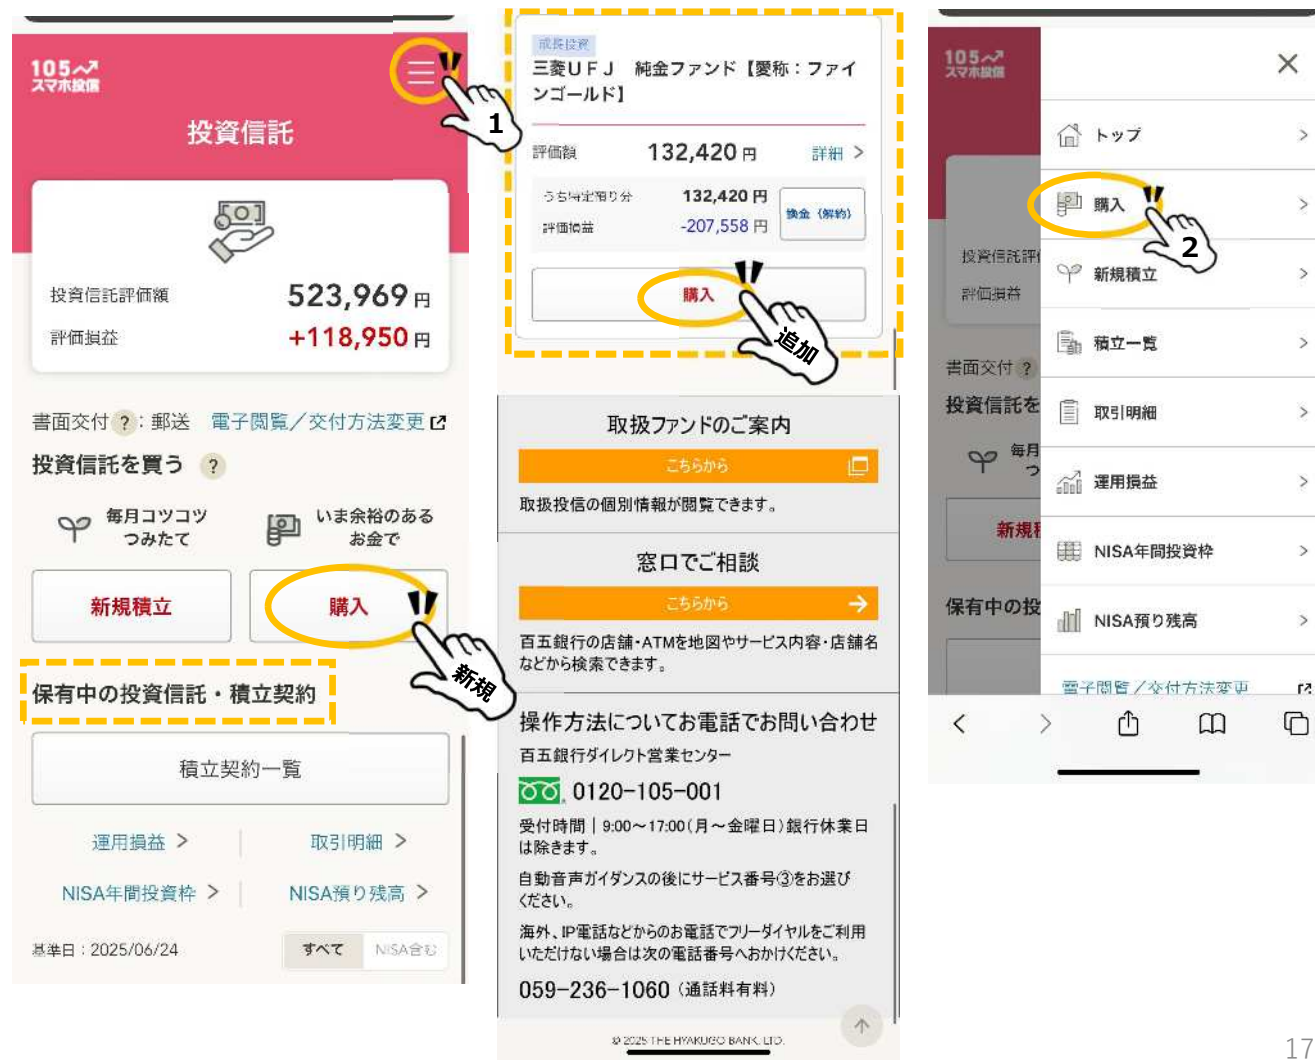 105
スマホ投信
投資信託
投資信託評価額 523,969 円
評価損益 +118,950 円
書面交付 ? : 郵送 電子閲覧／交付方法変更
投資信託を買う ?
毎月コツコツ
つみたて
いま余裕のある
お金で
新規積立
購入
新規
保有中の投資信託・積立契約
積立契約一覧
運用損益 >
取引明細 >
NISA年間投資枠 >
NISA預り残高 >
基準日：2025/06/24
すべて NISA含む
1
成長投資
三菱ＵＦＪ 純金ファンド【愛称：ファイ
ンゴールド】
評価額 132,420 円 詳細 >
うち特定預り分 132,420 円
評価損益 -207,558 円
換金（解約）
購入
追加
取扱ファンドのご案内
こちらから
取扱投信の個別情報が閲覧できます。
窓口でご相談
こちらから
百五銀行の店舗・ATMを地図やサービス内容・店舗名
などから検索できます。
操作方法についてお電話でお問い合わせ
百五銀行ダイレクト営業センター
0120-105-001
受付時間｜9:00～17:00（月～金曜日）銀行休業日
は除きます。
自動音声ガイダンスの後にサービス番号③をお選び
ください。
海外、IP電話などからのお電話でフリーダイヤルをご利用
いただけない場合は次の電話番号へおかけください。
059-236-1060（通話料有料）
© 2025 THE HYAKUGO BANK, LTD.
105
スマホ投信
投資信託評価
評価損益
書面交付 ?
投資信託を
毎月
つ
新規積
保有中の投
トップ >
購入 >
2
新規積立 >
積立一覧 >
取引明細 >
運用損益 >
NISA年間投資枠 >
NISA預り残高 >
電子閲覧／交付方法変更
17